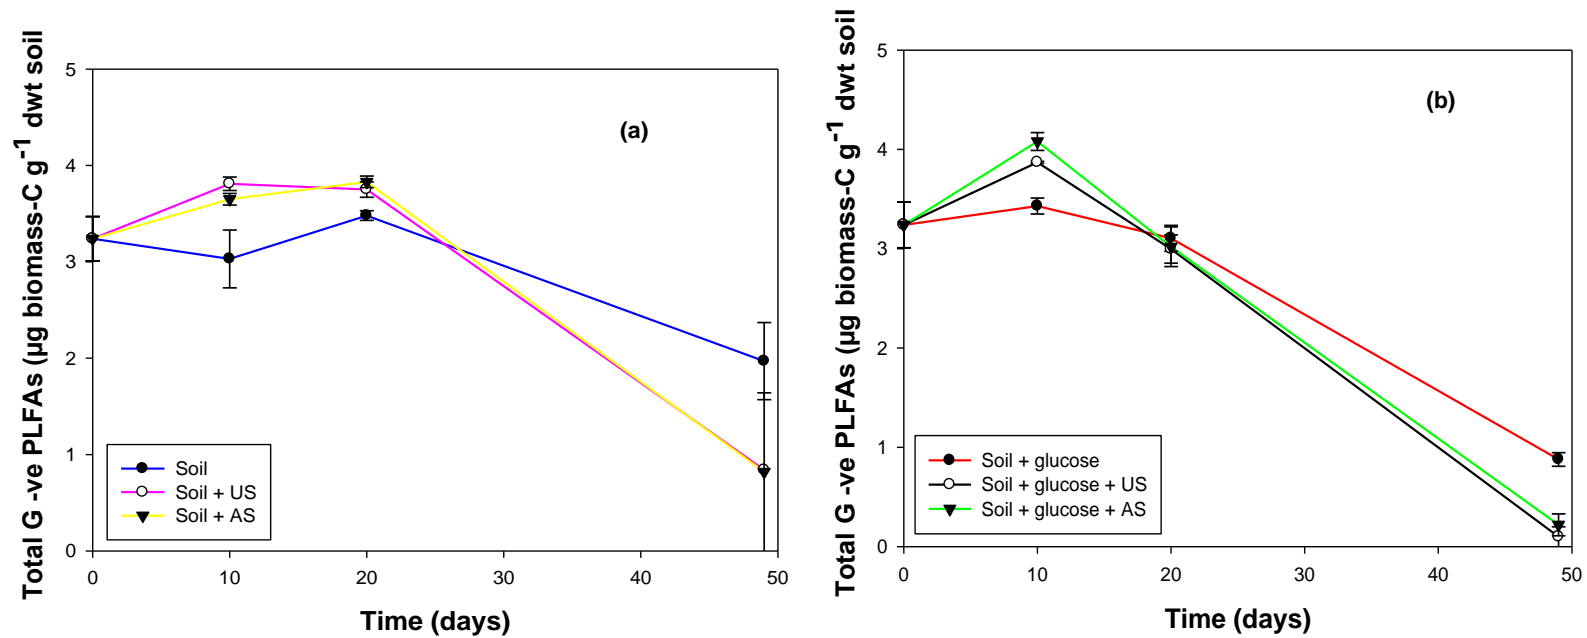 Total G -ve PLFAs (µg biomass-C g-1 dwt soil
5
4
3
2
1
0
(a)
Soil
Soil + US
Soil + AS
0 10 20 30 40 50
Time (days)
Total G -ve PLFAs (µg biomass-C g-1 dwt soil
5
4
3
2
1
0
(b)
Soil + glucose
Soil + glucose + US
Soil + glucose + AS
0 10 20 30 40 50
Time (days)